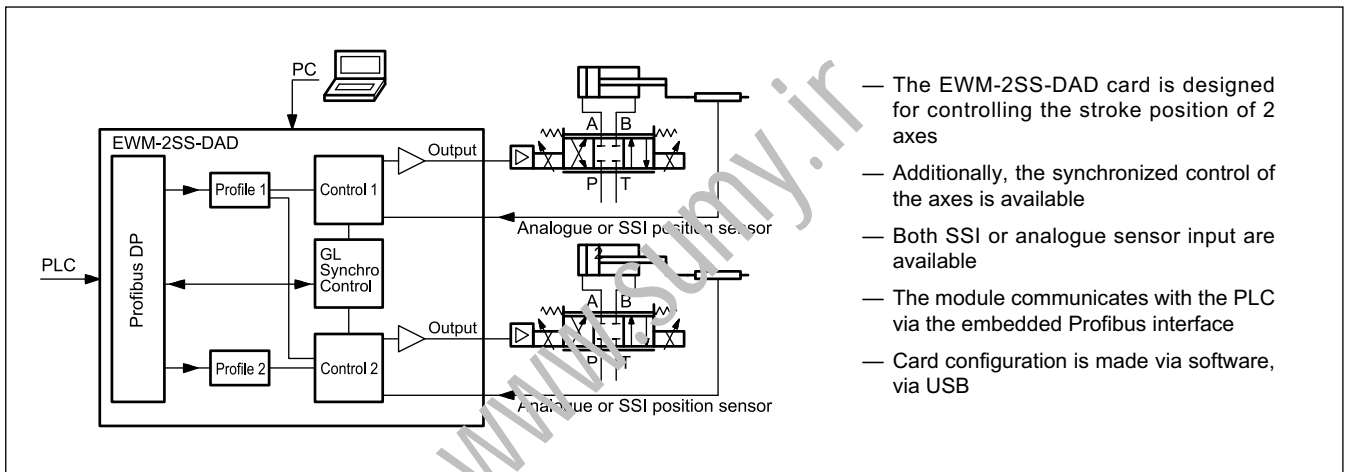 PC
EWM-2SS-DAD
Output
Profile 1
Control 1
A B
P T
Analogue or SSI position sensor
PLC
Profibus DP
GL
Synchro
Control
2
Output
Profile 2
Control 2
A B
P T
Analogue or SSI position sensor
— The EWM-2SS-DAD card is designed
for controlling the stroke position of 2
axes
— Additionally, the synchronized control of
the axes is available
— Both SSI or analogue sensor input are
available
— The module communicates with the PLC
via the embedded Profibus interface
— Card configuration is made via software,
via USB
www.sumy.ir